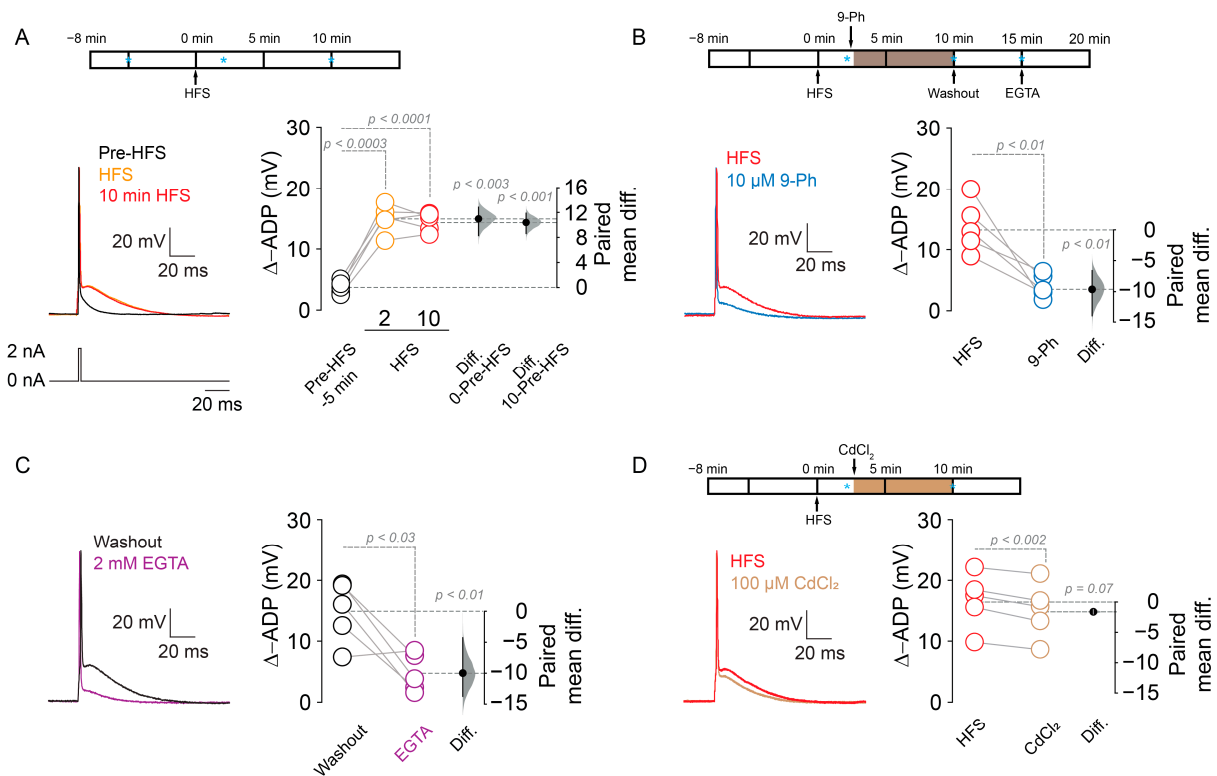 A
−8 min
0 min
5 min
10 min
*
*
*
HFS
Pre-HFS
HFS
10 min HFS
20 mV
20 ms
2 nA
0 nA
20 ms
Δ−ADP (mV)
30
20
10
0
p < 0.0001
p < 0.0003
p < 0.003
p < 0.001
16
12
8
4
0
Paired
mean diff.
2
10
Pre-HFS
-5 min
HFS
Diff.
0-Pre-HFS
Diff.
10-Pre-HFS
B
9-Ph
−8 min
0 min
5 min
10 min
15 min
20 min
*
*
*
HFS
Washout
EGTA
HFS
10 µM 9-Ph
20 mV
20 ms
Δ−ADP (mV)
30
20
10
0
p < 0.01
p < 0.01
0
−5
−10
−15
Paired
mean diff.
HFS
9-Ph
Diff.
C
Washout
2 mM EGTA
20 mV
20 ms
Δ−ADP (mV)
30
20
10
0
p < 0.03
p < 0.01
0
−5
−10
−15
Paired
mean diff.
Washout
EGTA
Diff.
D
CdCl₂
−8 min
0 min
5 min
10 min
*
*
HFS
HFS
100 µM CdCl₂
20 mV
20 ms
Δ−ADP (mV)
30
20
10
0
p < 0.002
p = 0.07
0
−5
−10
−15
Paired
mean diff.
HFS
CdCl₂
Diff.